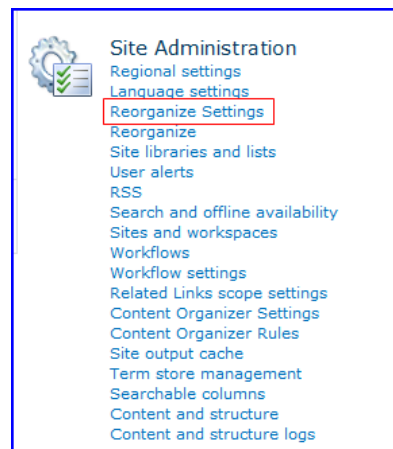 Site Administration
Regional settings
Language settings
Reorganize Settings
Reorganize
Site libraries and lists
User alerts
RSS
Search and offline availability
Sites and workspaces
Workflows
Workflow settings
Related Links scope settings
Content Organizer Settings
Content Organizer Rules
Site output cache
Term store management
Searchable columns
Content and structure
Content and structure logs